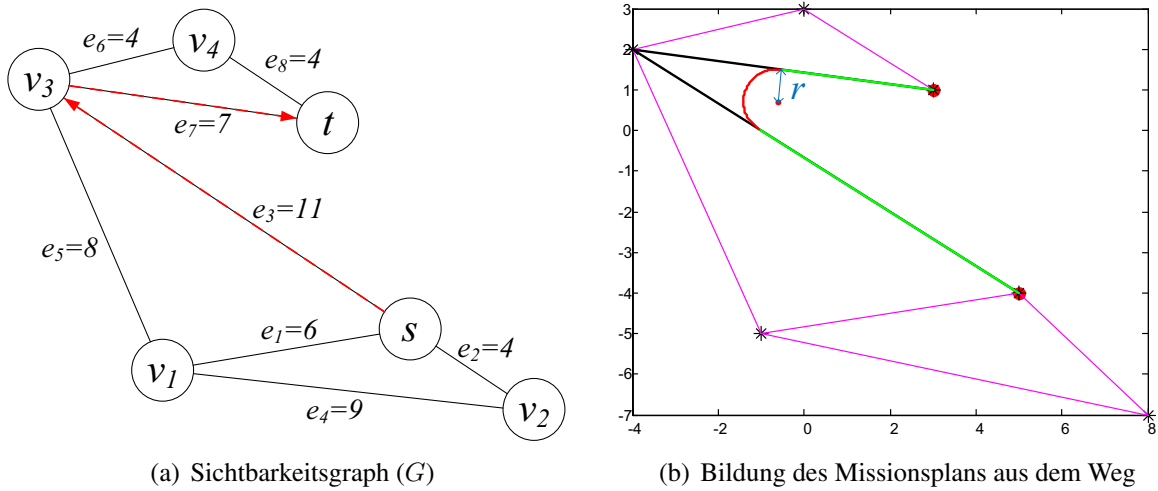 e₆=4
v₄
e₈=4
v₃
e₇=7
t
e₃=11
e₅=8
e₁=6
s
e₂=4
v₁
e₄=9
v₂
(a) Sichtbarkeitsgraph (G)
3
2
1
0
-1
-2
-3
-4
-5
-6
-7
-4
-2
0
2
4
6
8
r
(b) Bildung des Missionsplans aus dem Weg